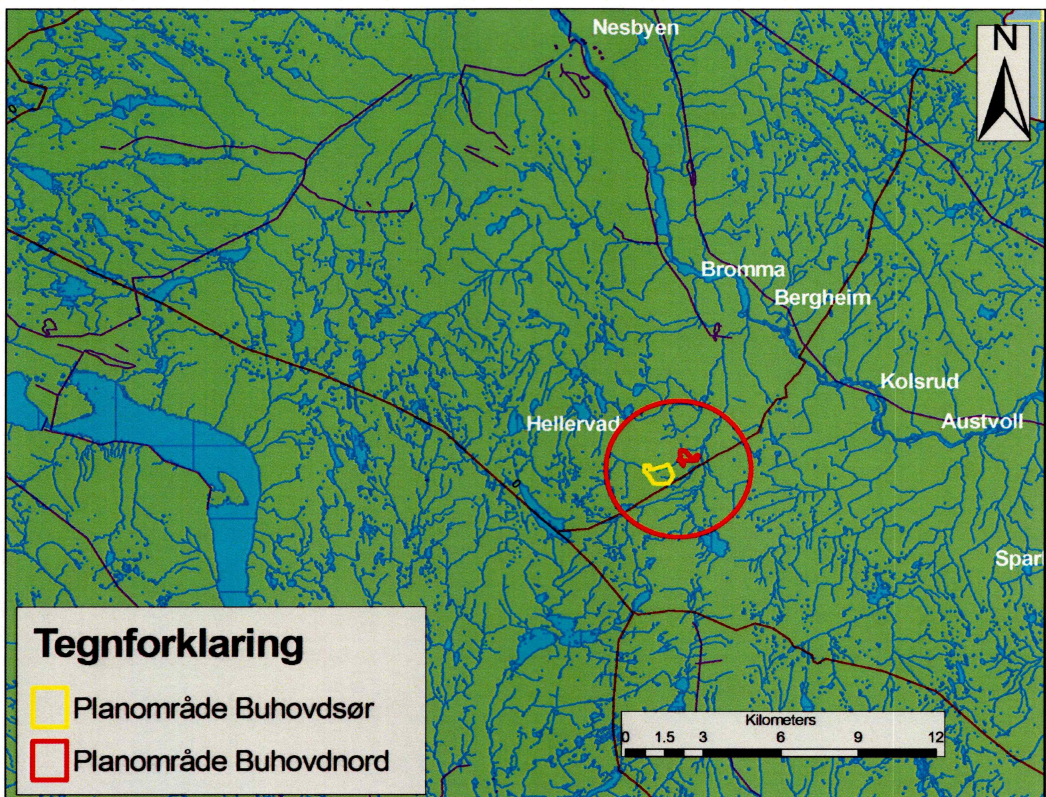 Nesbyen
N
Bromma
Bergheim
Kolsrud
Hellervad
Austvoll
Spar
Tegnforklaring
Planområde Buhovdsør
Planområde Buhovdnord
Kilometers
0 1.5 3 6 9 12